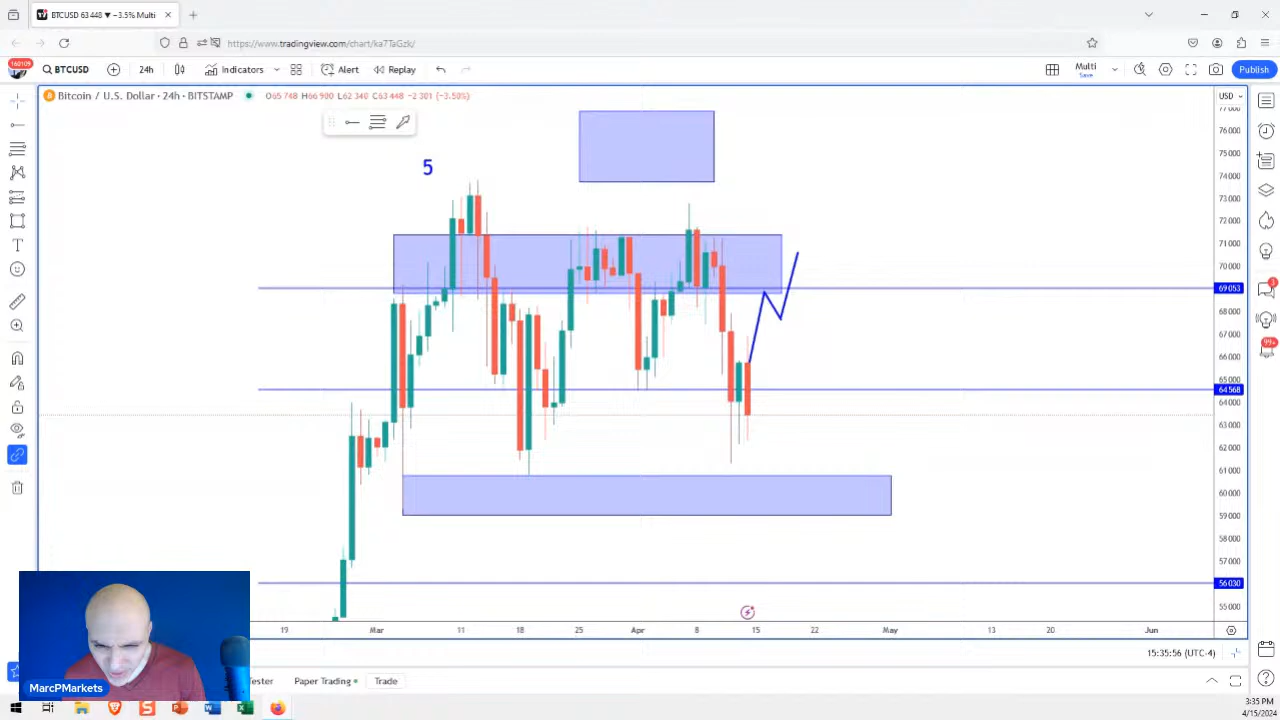 BTCUSD 63 448 ▼ −3.5% Multi
https://www.tradingview.com/chart/ka7TaGzk/
160109
BTCUSD
24h
Indicators
Alert
Replay
Multi
Save
Publish
Bitcoin / U.S. Dollar · 24h · BITSTAMP
O65 748 H66 900 L62 340 C63 448 −2 301 (−3.50%)
USD
77 000
76 000
75 000
74 000
73 000
72 000
71 000
70 000
69 053
68 000
67 000
66 000
65 000
64 568
64 000
63 000
62 000
61 000
60 000
59 000
58 000
57 000
56 030
55 000
5
3
99+
19
Mar
11
18
25
Apr
8
15
22
May
13
20
Jun
15:35:56 (UTC-4)
Tester
Paper Trading
Trade
MarcPMarkets
3:35 PM
4/15/2024